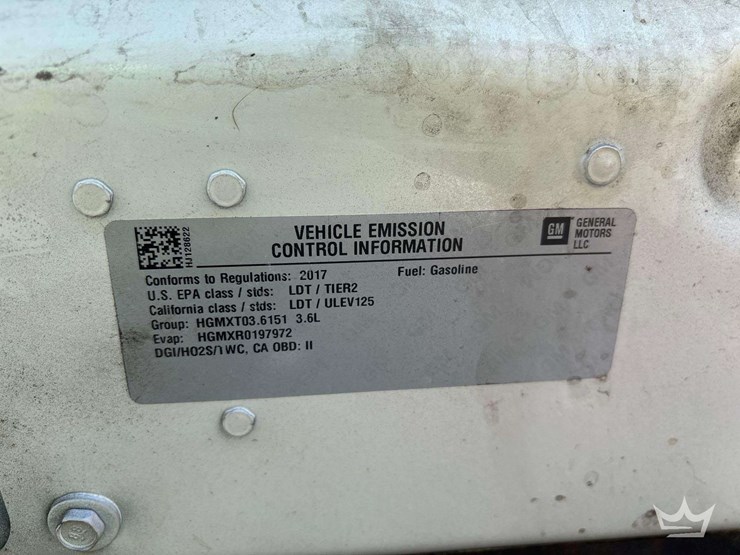 VEHICLE EMISSION
CONTROL INFORMATION
GM GENERAL
MOTORS
LLC
HJ128622
Conforms to Regulations: 2017 Fuel: Gasoline
U.S. EPA class / stds: LDT / TIER2
California class / stds: LDT / ULEV125
Group: HGMXT03.6151 3.6L
Evap: HGMXR0197972
DGI/HO2S/TWC, CA OBD: II